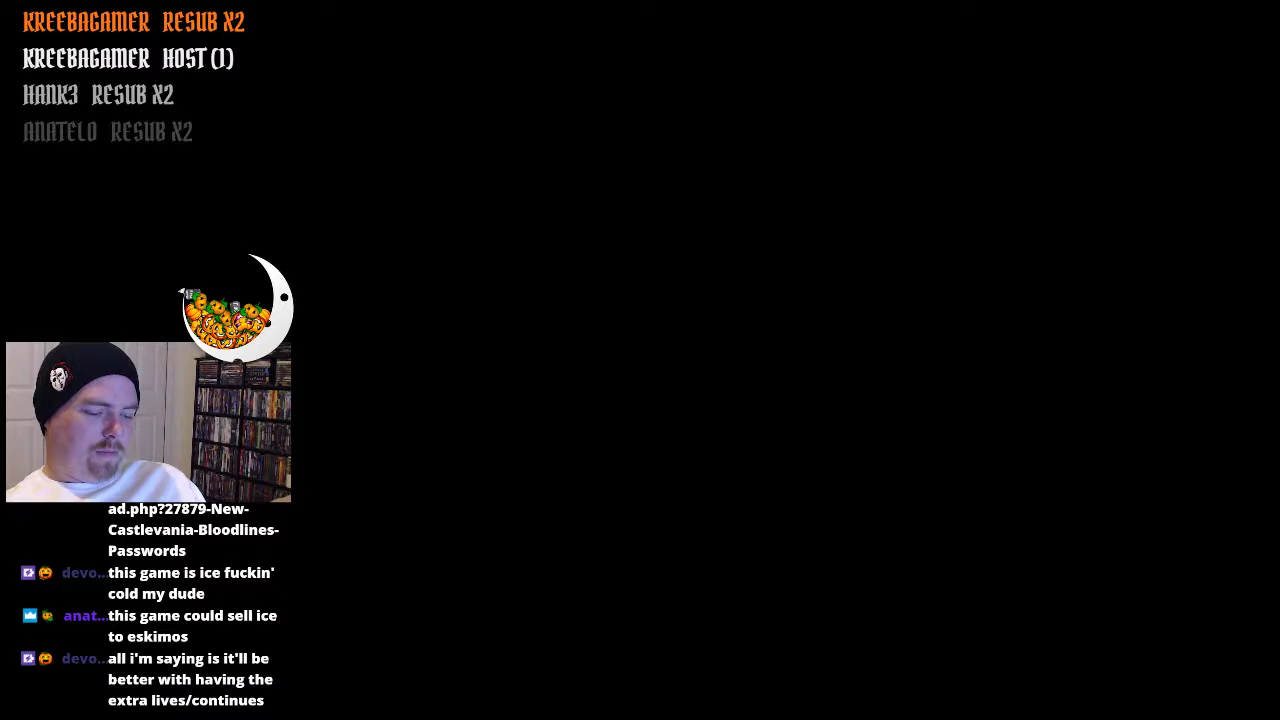 KREEBAGAMER RESUB X2
KREEBAGAMER HOST (1)
HANK3 RESUB X2
ANATELO RESUB X2
ad.php?27879-New-
Castlevania-Bloodlines-
Passwords
devo... this game is ice fuckin'
cold my dude
anat... this game could sell ice
to eskimos
devo... all i'm saying is it'll be
better with having the
extra lives/continues